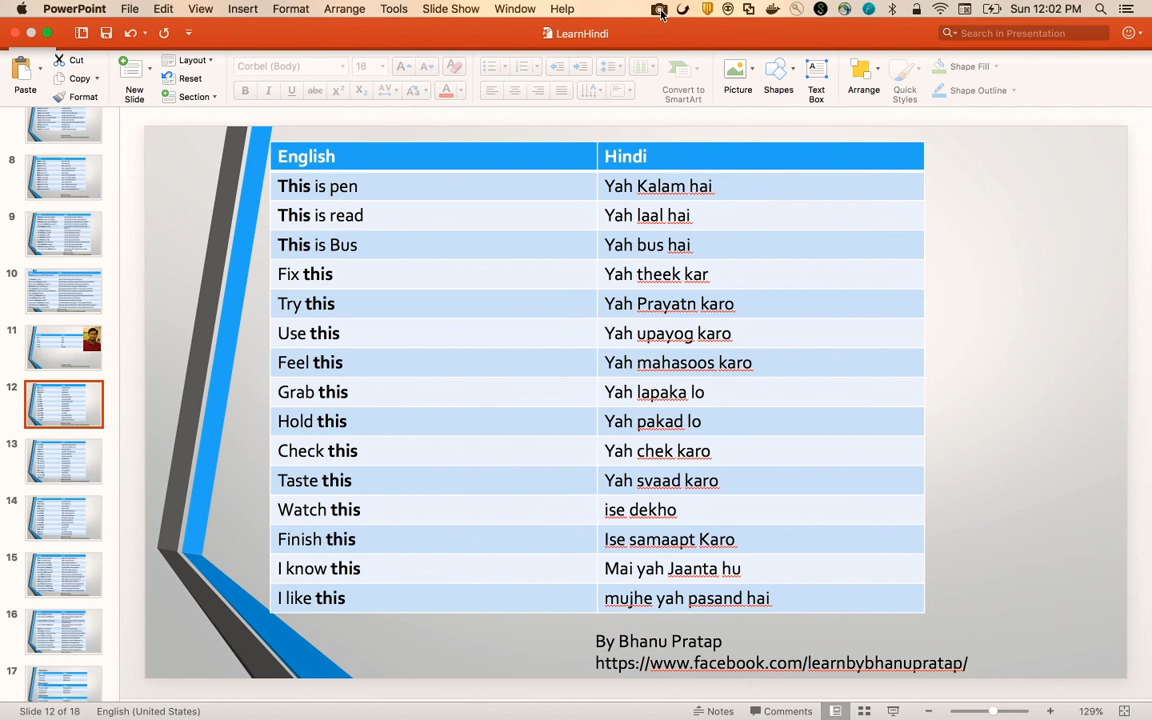 PowerPoint File Edit View Insert Format Arrange Tools Slide Show Window Help Sun 12:02 PM
LearnHindi
Search in Presentation
Paste
Cut
Copy
Format
New Slide
Layout
Reset
Section
Corbel (Body) 18
Convert to SmartArt
Picture
Shapes
Text Box
Arrange
Quick Styles
Shape Fill
Shape Outline
English Hindi
This is pen Yah Kalam hai
This is read Yah laal hai
This is Bus Yah bus hai
Fix this Yah theek kar
Try this Yah Prayatn karo
Use this Yah upayog karo
Feel this Yah mahasoos karo
Grab this Yah lapaka lo
Hold this Yah pakad lo
Check this Yah chek karo
Taste this Yah svaad karo
Watch this ise dekho
Finish this Ise samaapt Karo
I know this Mai yah Jaanta hu
I like this mujhe yah pasand hai
By Bhanu Pratap
https://www.facebook.com/learnbybhanupratap/
8
9
10
11
12
13
14
15
16
17
Slide 12 of 18 English (United States) Notes Comments 129%